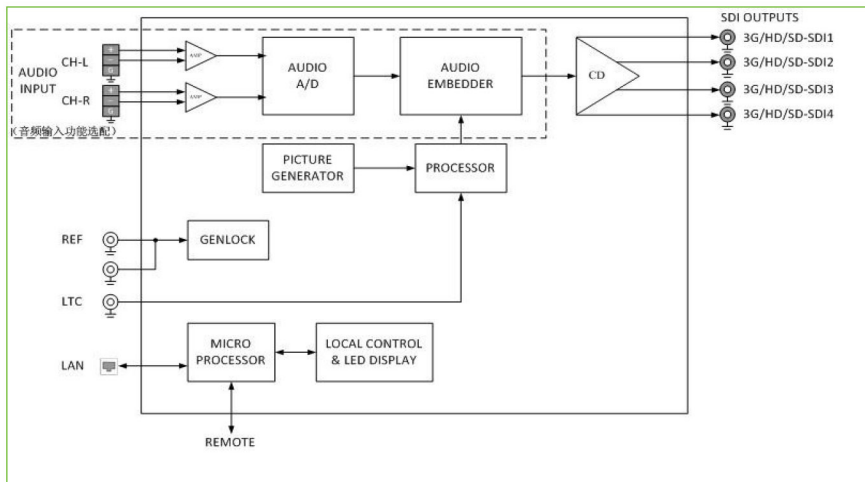 SDI OUTPUTS
3G/HD/SD-SDI1
3G/HD/SD-SDI2
3G/HD/SD-SDI3
3G/HD/SD-SDI4
AUDIO
INPUT
CH-L
CH-R
+
−
+
−
AMP
AMP
AUDIO
A/D
AUDIO
EMBEDDER
CD
(音频输入功能选配)
PICTURE
GENERATOR
PROCESSOR
REF
GENLOCK
LTC
LAN
MICRO
PROCESSOR
LOCAL CONTROL
& LED DISPLAY
REMOTE